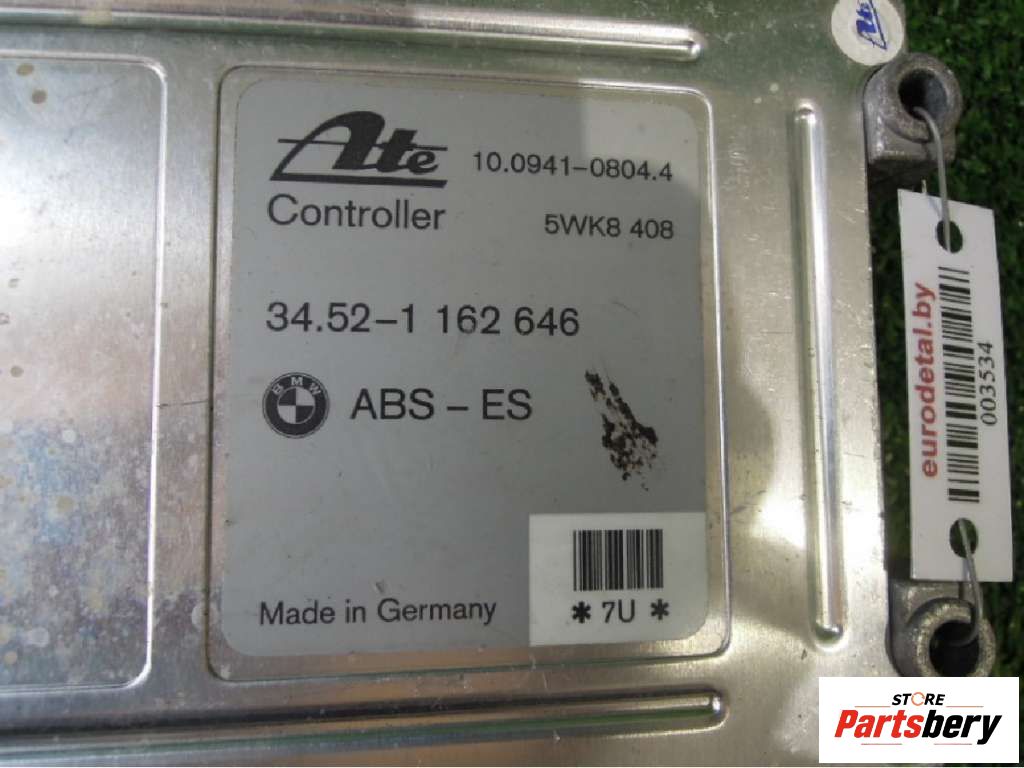 Ate
Ate
10.0941-0804.4
Controller
5WK8 408
34.52-1 162 646
BMW
ABS - ES
Made in Germany
* 7U *
eurodetal.by
003534
STORE
Partsbery